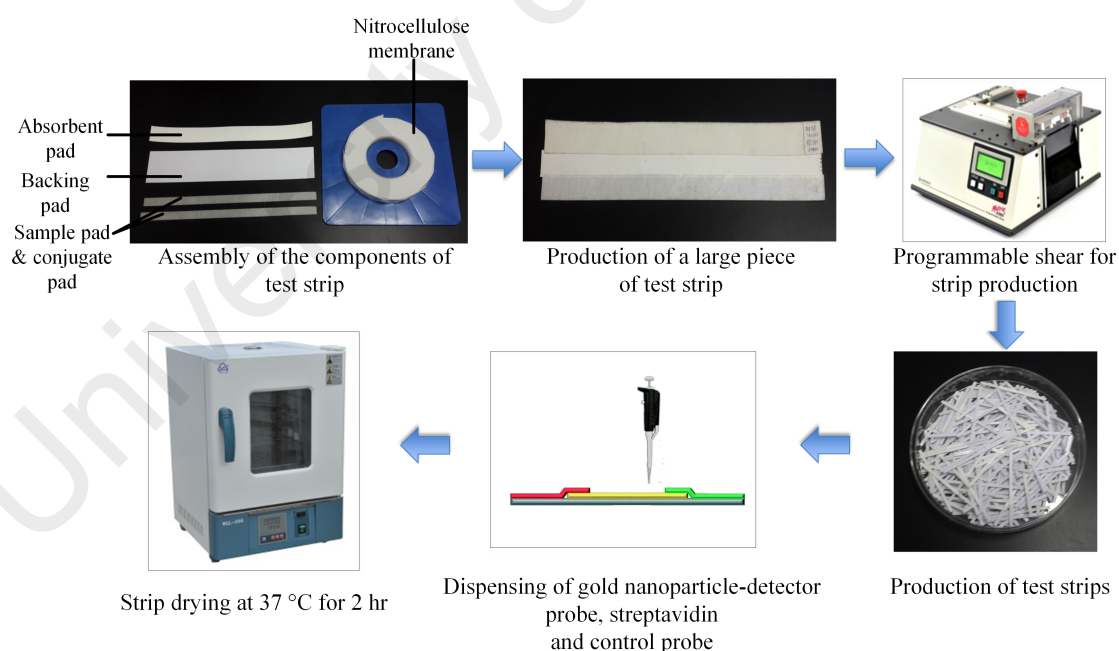 Nitrocellulose
membrane
Absorbent
pad
Backing
pad
Sample pad
& conjugate
pad
Assembly of the components of
test strip
Production of a large piece
of test strip
Programmable shear for
strip production
Strip drying at 37 °C for 2 hr
Dispensing of gold nanoparticle-detector
probe, streptavidin
and control probe
Production of test strips
University